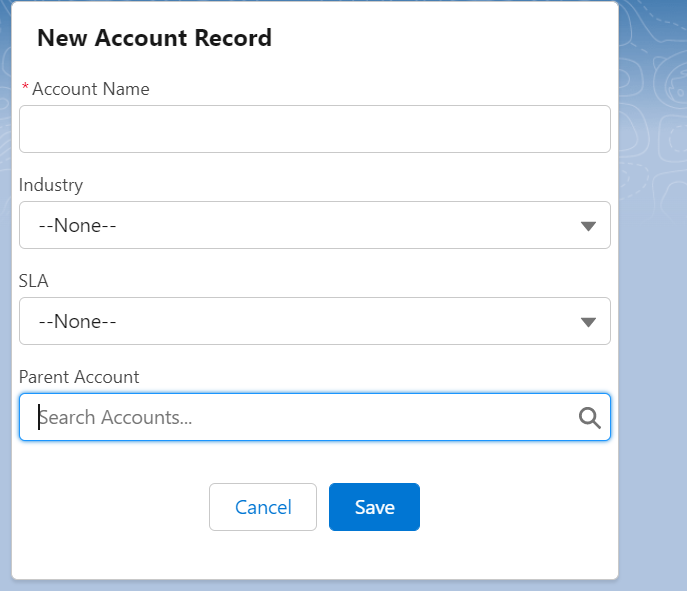 New Account Record
*Account Name
Industry
--None--
SLA
--None--
Parent Account
Search Accounts...
Cancel Save